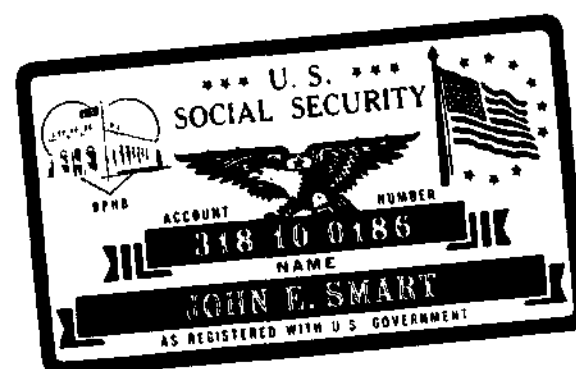 *** U. S. ***
SOCIAL SECURITY
ACCOUNT NUMBER
318 10 0186
NAME
JOHN E. SMART
AS REGISTERED WITH U S GOVERNMENT